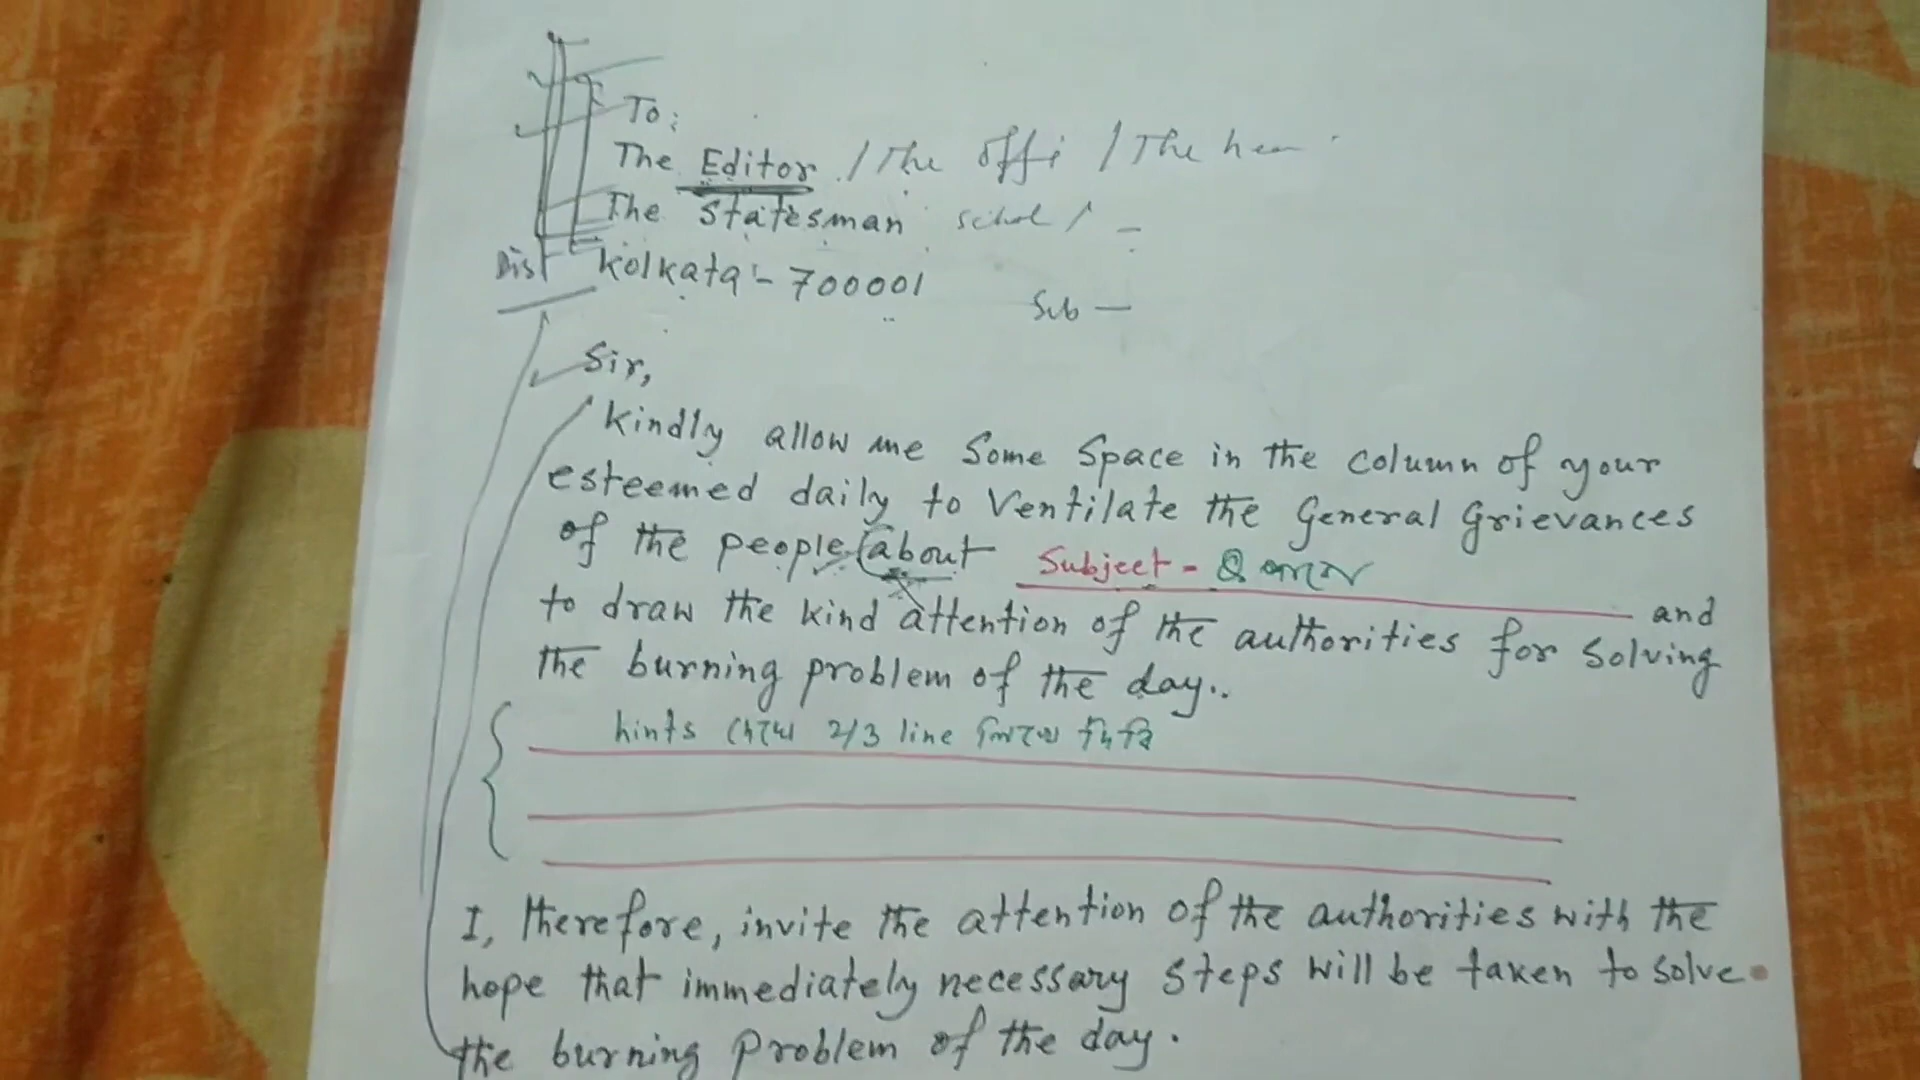 To:
The Editor / The offi / The hea
The Statesman school /
Dist Kolkata:- 700001
Sub —
Sir,
Kindly allow me Some Space in the column of your
esteemed daily to Ventilate the General Grievances
of the people (about Subject - and
to draw the kind attention of the authorities for Solving
the burning problem of the day..
hints থেকে 2/3 line
I, therefore, invite the attention of the authorities with the
hope that immediately necessary steps will be taken to solve
the burning problem of the day.